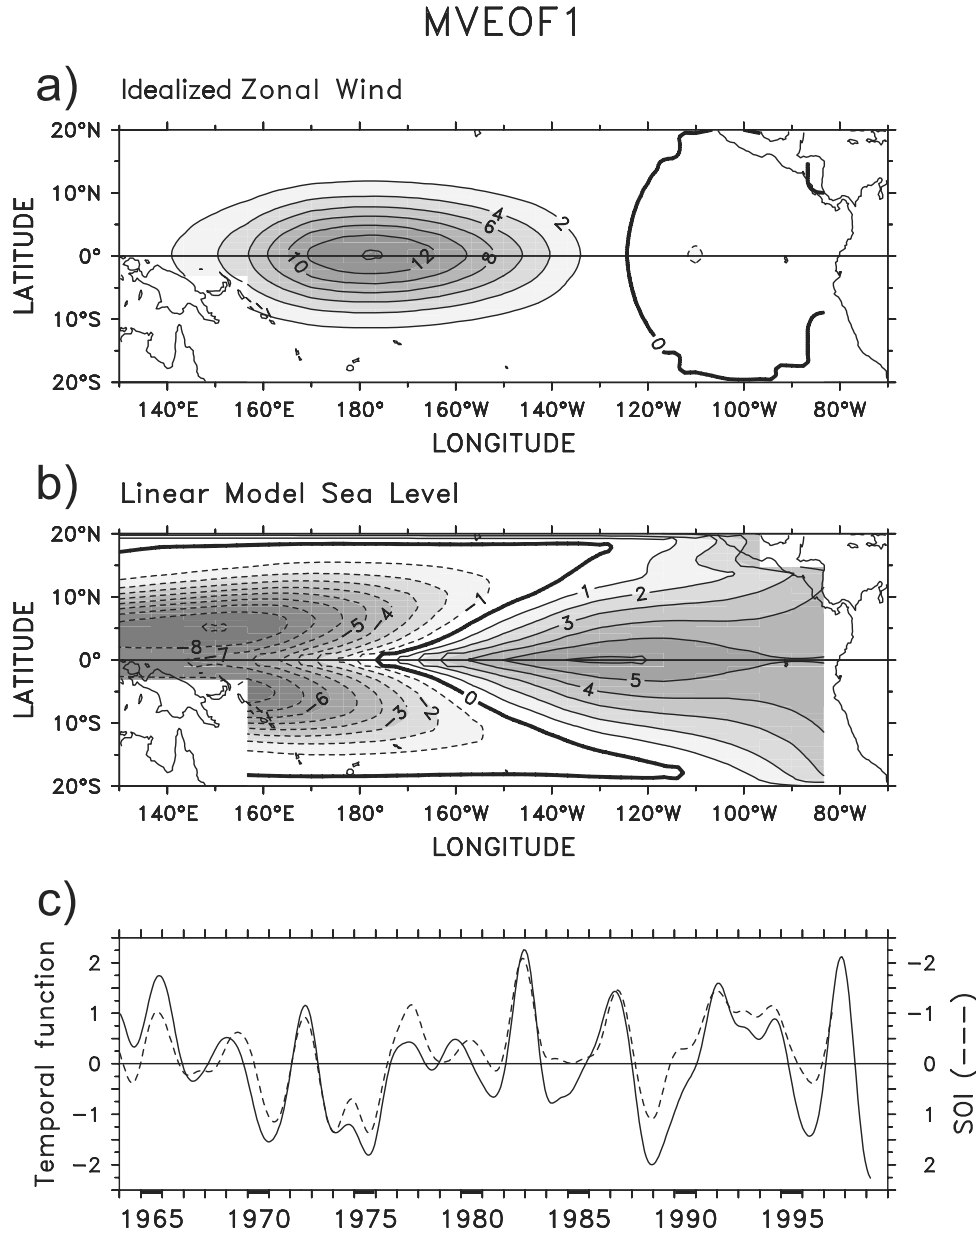 MVEOF1
a) Idealized Zonal Wind
20°N
10°N
0°
10°S
20°S
LATITUDE
2
4
6
8
10
12
0
140°E 160°E 180° 160°W 140°W 120°W 100°W 80°W
LONGITUDE
b) Linear Model Sea Level
20°N
10°N
0°
10°S
20°S
LATITUDE
1
2
3
-1
-4
-5
-8
-7
5
4
-6
-3
-2
0
140°E 160°E 180° 160°W 140°W 120°W 100°W 80°W
LONGITUDE
c)
Temporal function
2
1
0
-1
-2
-2
-1
0
1
2
SOI (---)
1965 1970 1975 1980 1985 1990 1995